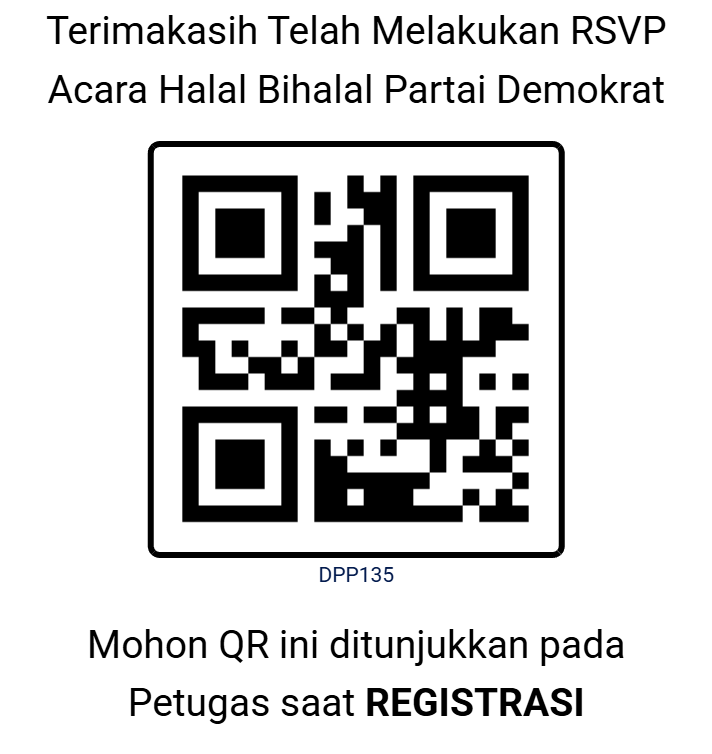 Terimakasih Telah Melakukan RSVP
Acara Halal Bihalal Partai Demokrat
DPP135
Mohon QR ini ditunjukkan pada
Petugas saat REGISTRASI